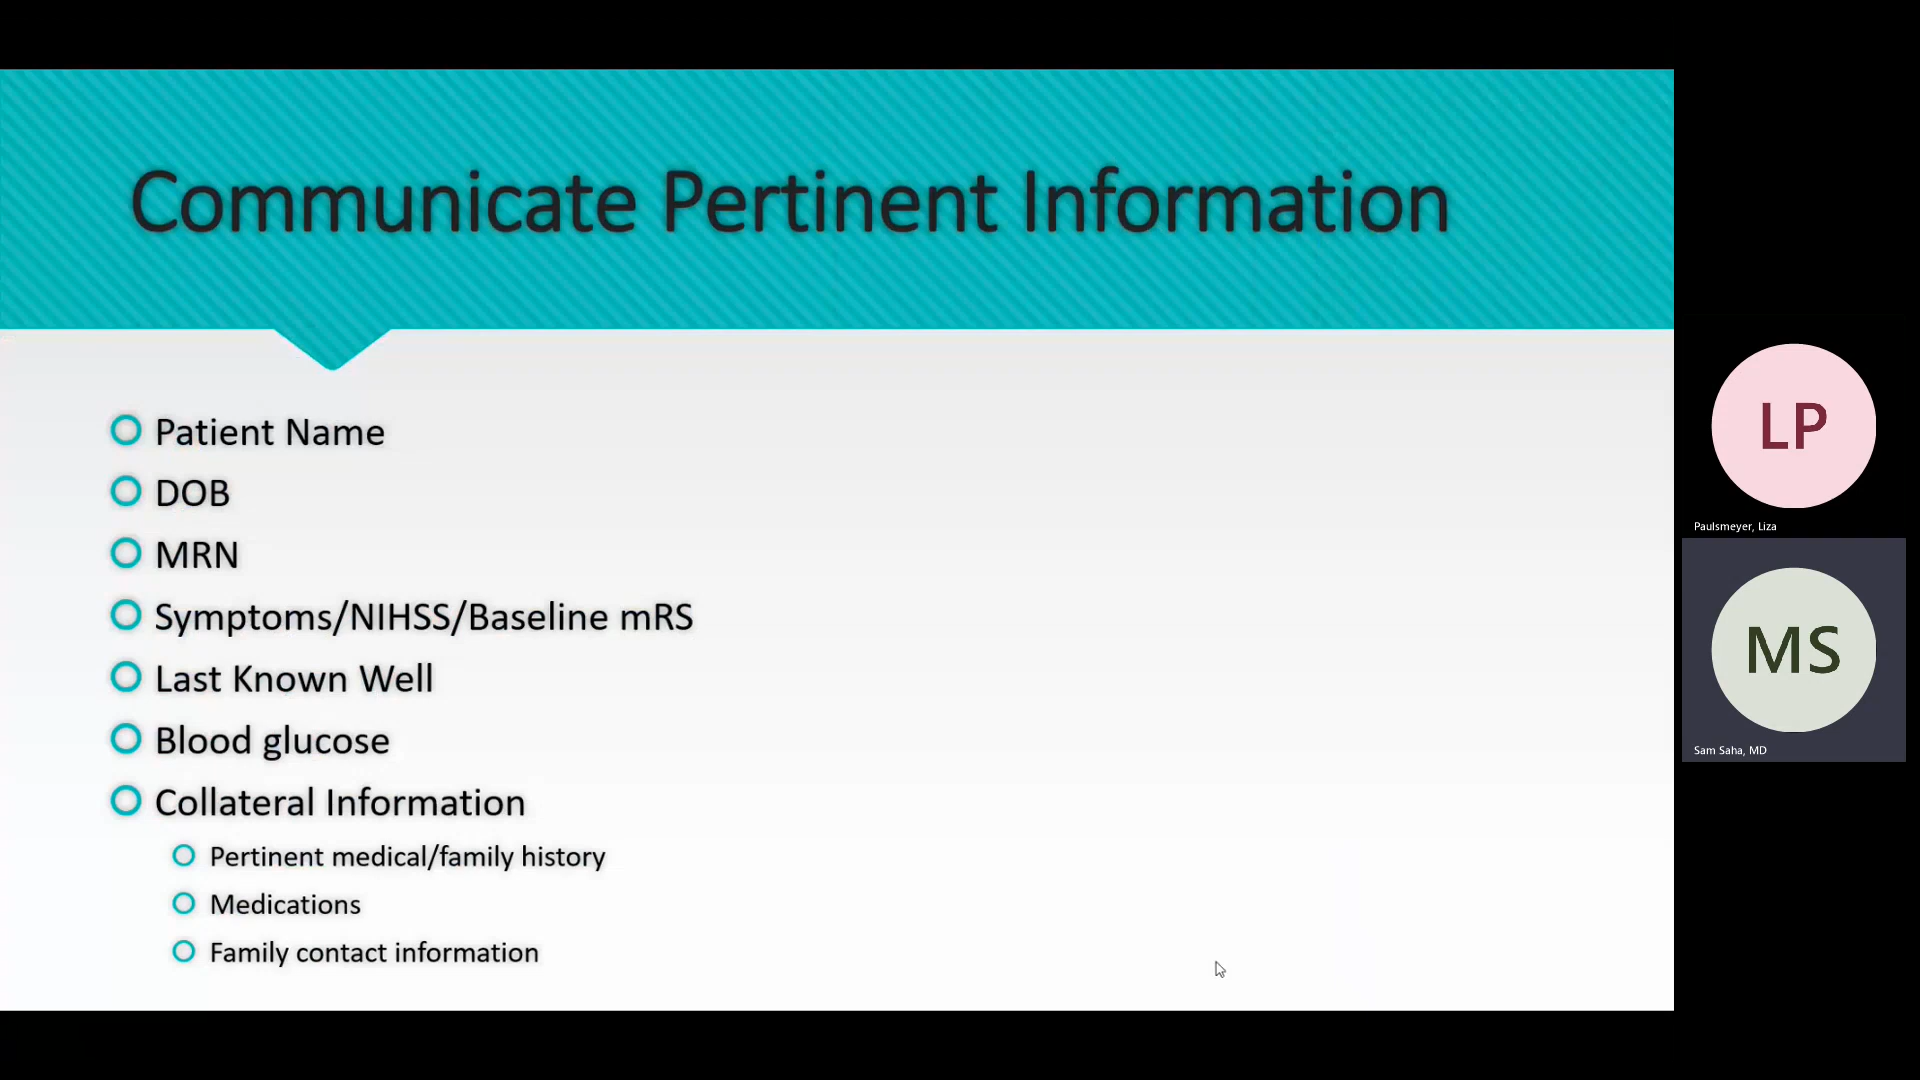 Communicate Pertinent Information
Patient Name
DOB
MRN
Symptoms/NIHSS/Baseline mRS
Last Known Well
Blood glucose
Collateral Information
Pertinent medical/family history
Medications
Family contact information
LP
Paulsmeyer, Liza
MS
Sam Saha, MD